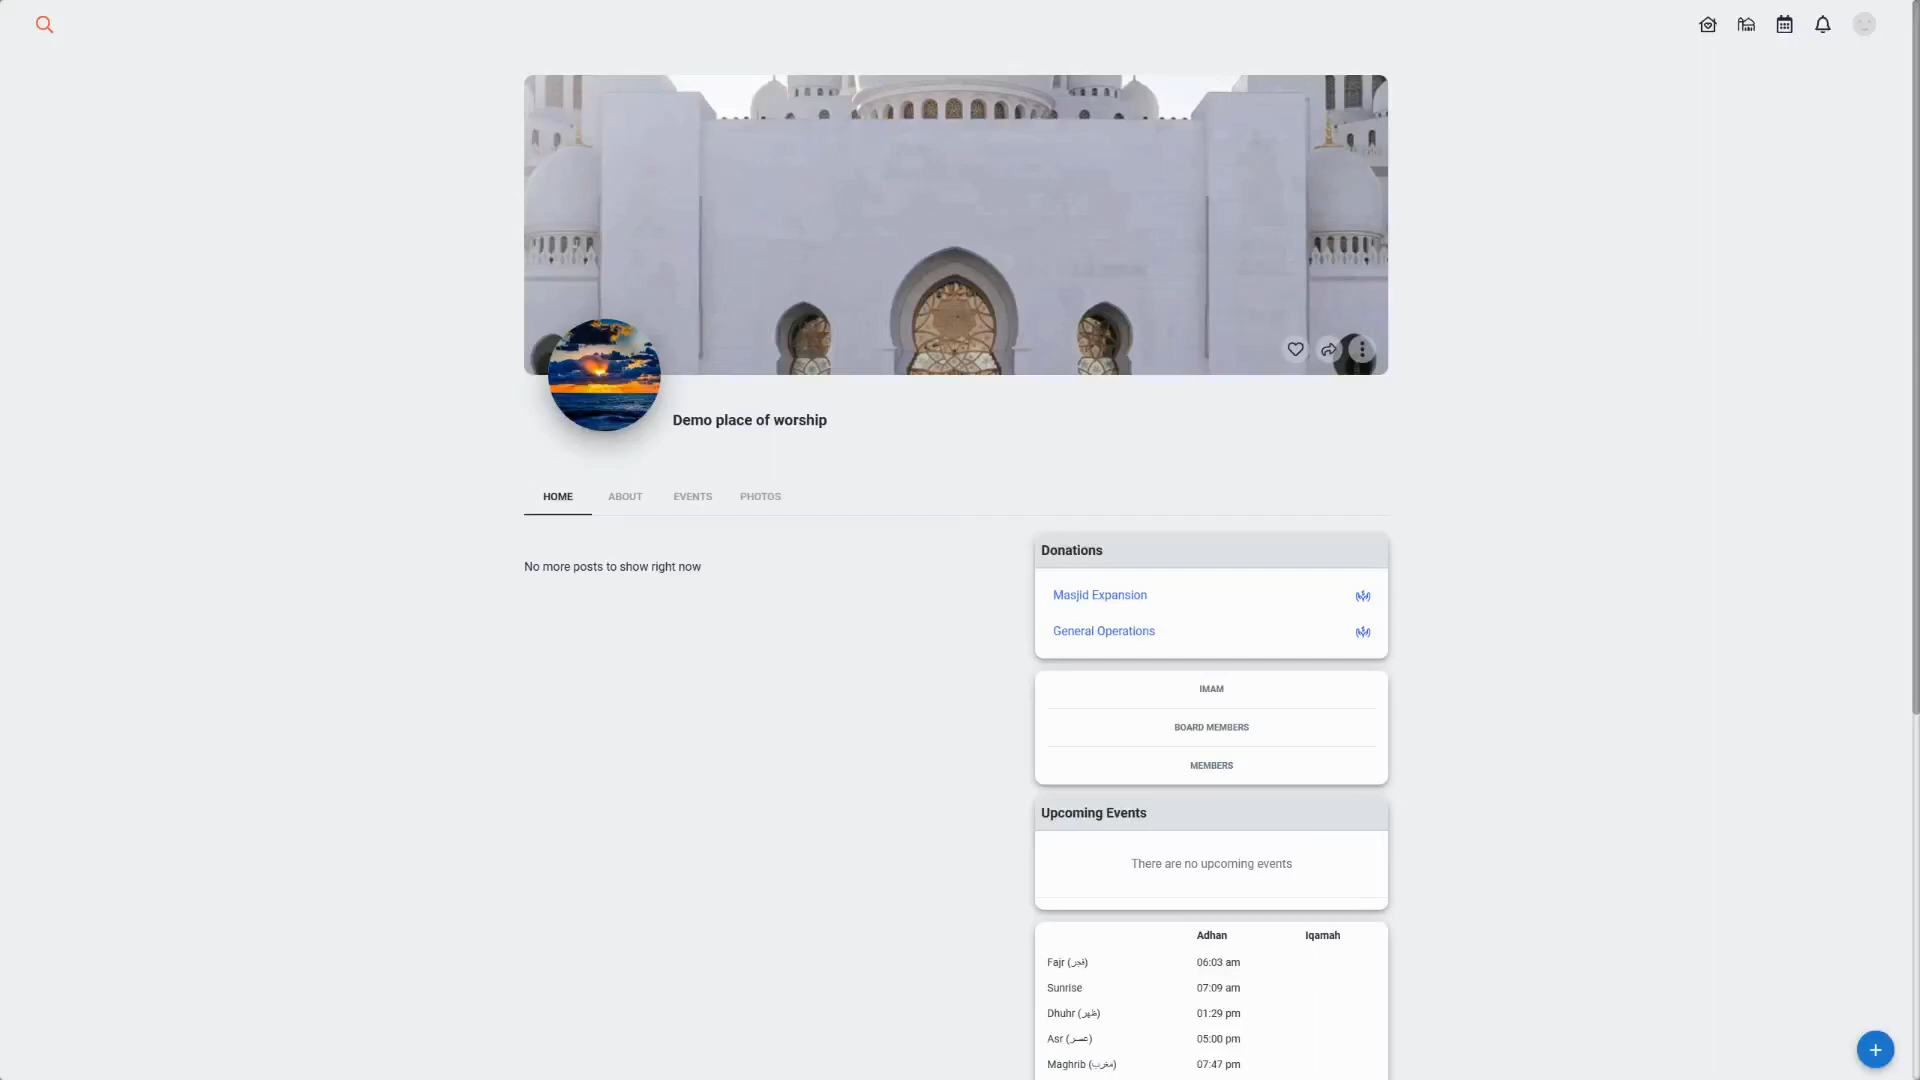 Demo place of worship
HOME ABOUT EVENTS PHOTOS
No more posts to show right now
Donations
Masjid Expansion
General Operations
IMAM
BOARD MEMBERS
MEMBERS
Upcoming Events
There are no upcoming events
Adhan Iqamah
Fajr (فجر) 06:03 am
Sunrise 07:09 am
Dhuhr (ظهر) 01:29 pm
Asr (عصر) 05:00 pm
Maghrib (مغرب) 07:47 pm